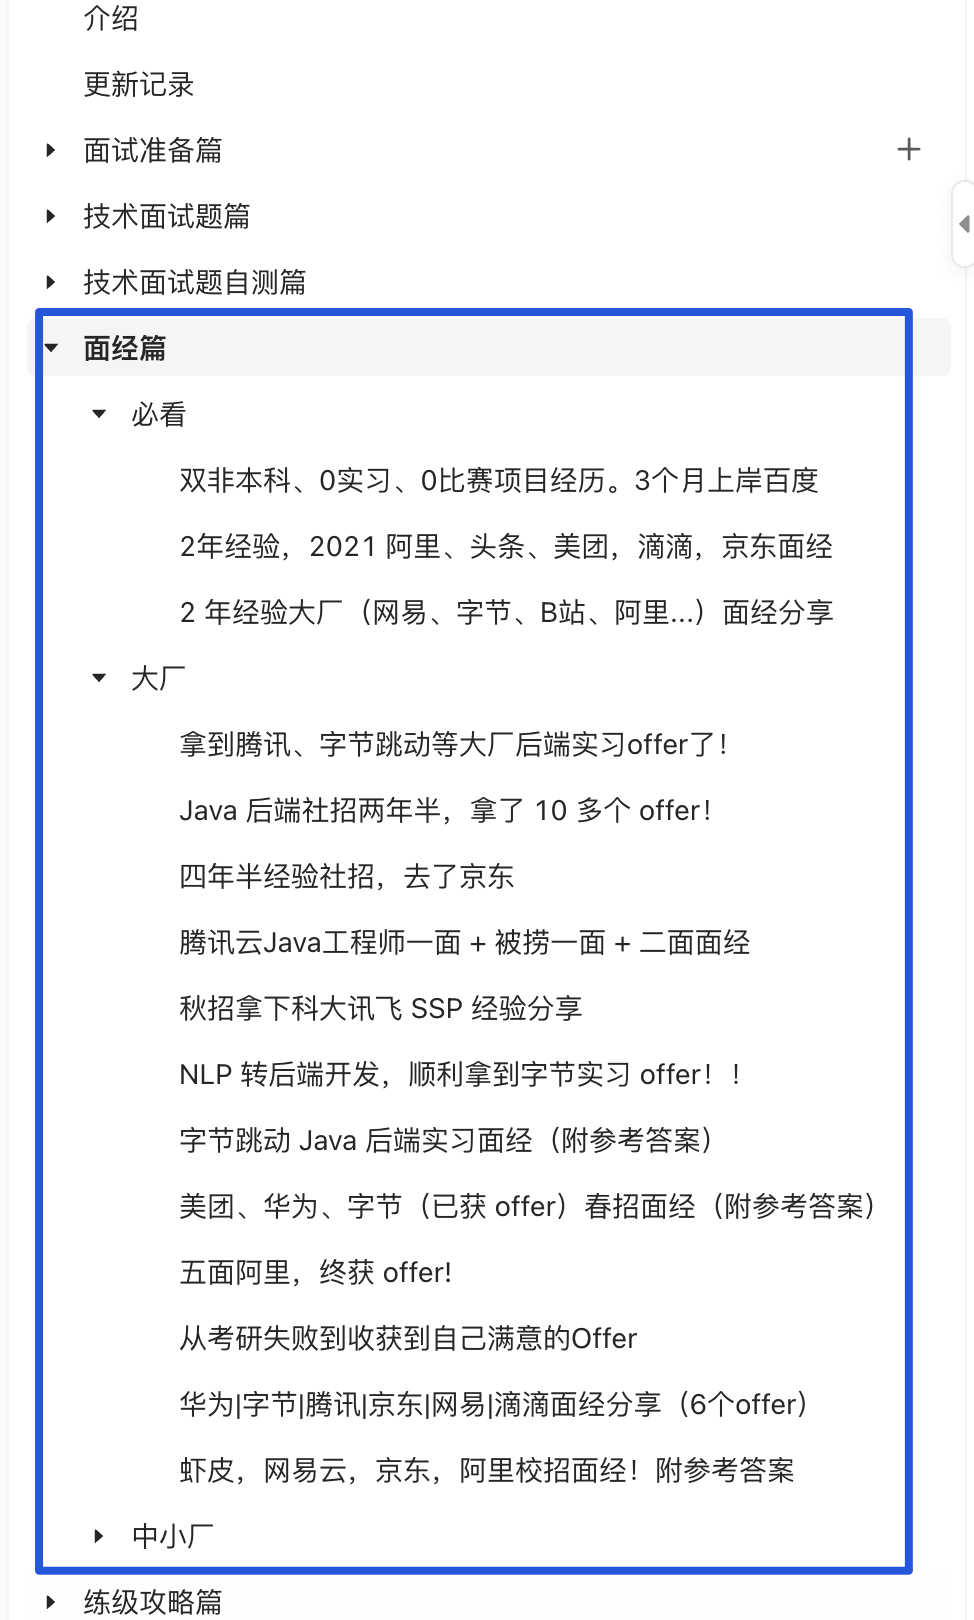 介绍
更新记录
面试准备篇
技术面试题篇
技术面试题自测篇
面经篇
必看
双非本科、0实习、0比赛项目经历。3个月上岸百度
2年经验，2021 阿里、头条、美团，滴滴，京东面经
2 年经验大厂（网易、字节、B站、阿里...）面经分享
大厂
拿到腾讯、字节跳动等大厂后端实习offer了！
Java 后端社招两年半，拿了 10 多个 offer！
四年半经验社招，去了京东
腾讯云Java工程师一面 + 被捞一面 + 二面面经
秋招拿下科大讯飞 SSP 经验分享
NLP 转后端开发，顺利拿到字节实习 offer！！
字节跳动 Java 后端实习面经（附参考答案）
美团、华为、字节（已获 offer）春招面经（附参考答案）
五面阿里，终获 offer!
从考研失败到收获到自己满意的Offer
华为|字节|腾讯|京东|网易|滴滴面经分享（6个offer）
虾皮，网易云，京东，阿里校招面经！附参考答案
中小厂
练级攻略篇